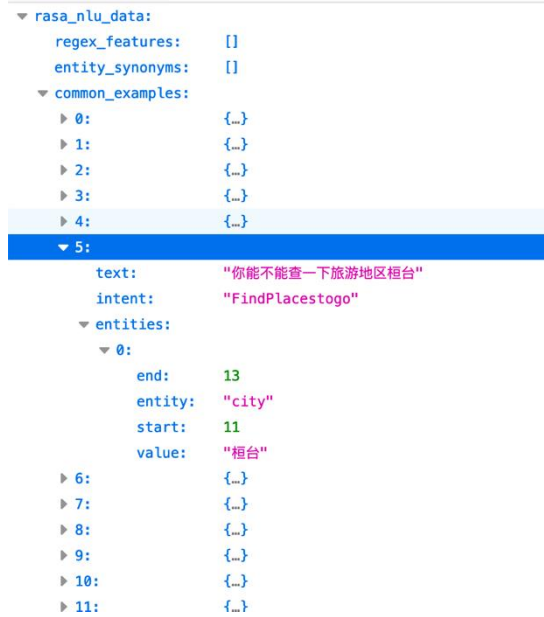 rasa_nlu_data:
regex_features: []
entity_synonyms: []
common_examples:
0: {…}
1: {…}
2: {…}
3: {…}
4: {…}
5:
text: "你能不能查一下旅游地区桓台"
intent: "FindPlacestogo"
entities:
0:
end: 13
entity: "city"
start: 11
value: "桓台"
6: {…}
7: {…}
8: {…}
9: {…}
10: {…}
11: {…}